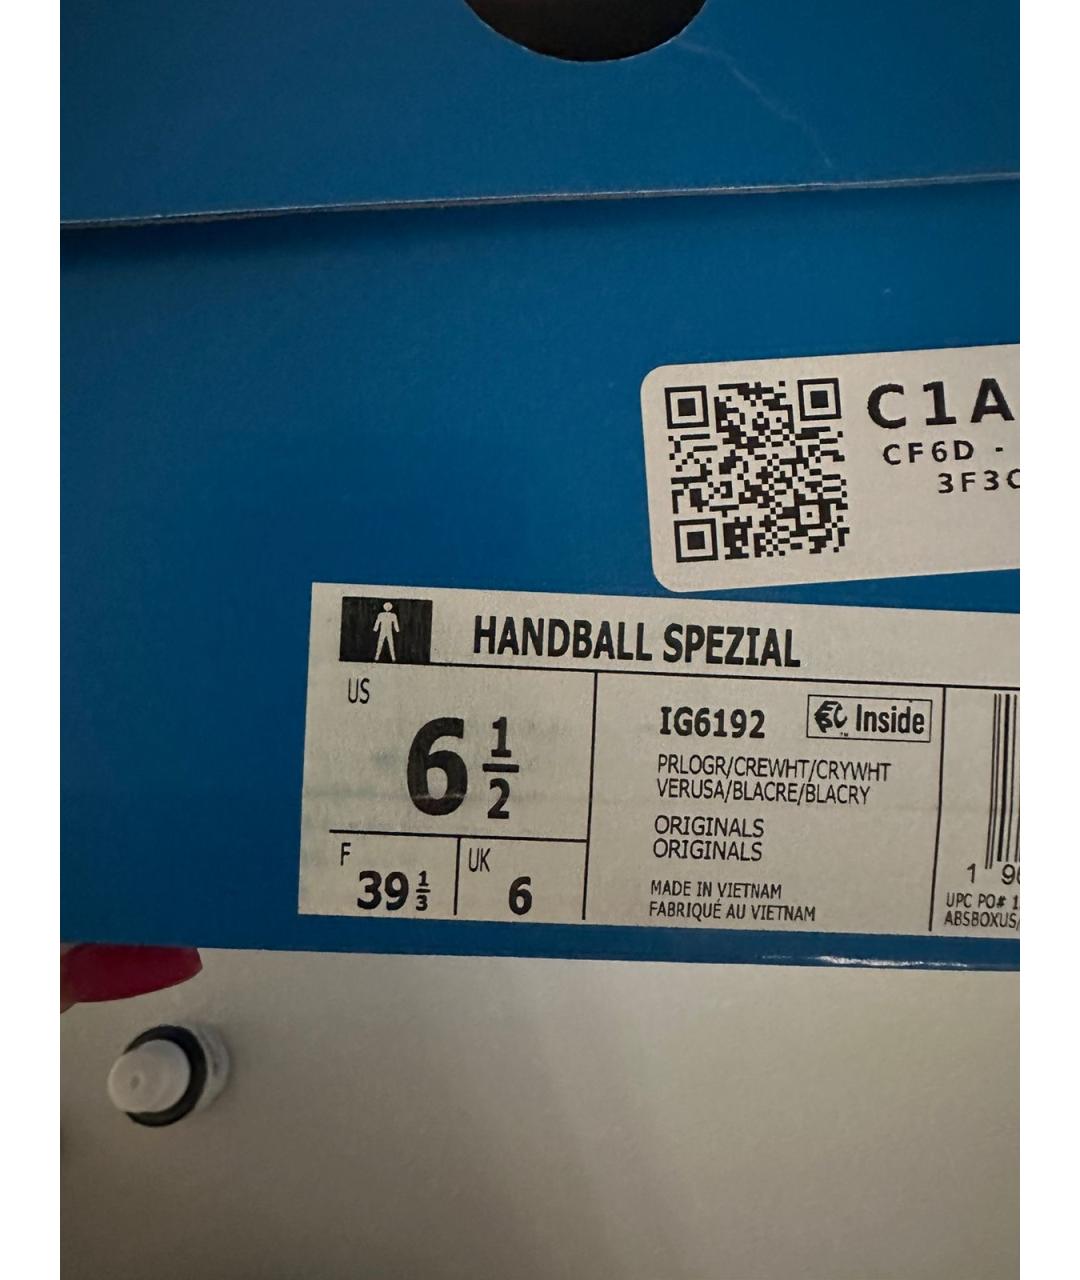 C1A
CF6D -
3F3C
HANDBALL SPEZIAL
US
6 1/2
F
39 1/3
UK
6
IG6192
Inside
PRLOGR/CREWHT/CRYWHT
VERUSA/BLACRE/BLACRY
ORIGINALS
ORIGINALS
MADE IN VIETNAM
FABRIQUÉ AU VIETNAM
1 9
UPC PO# 1
ABSBOXUS/